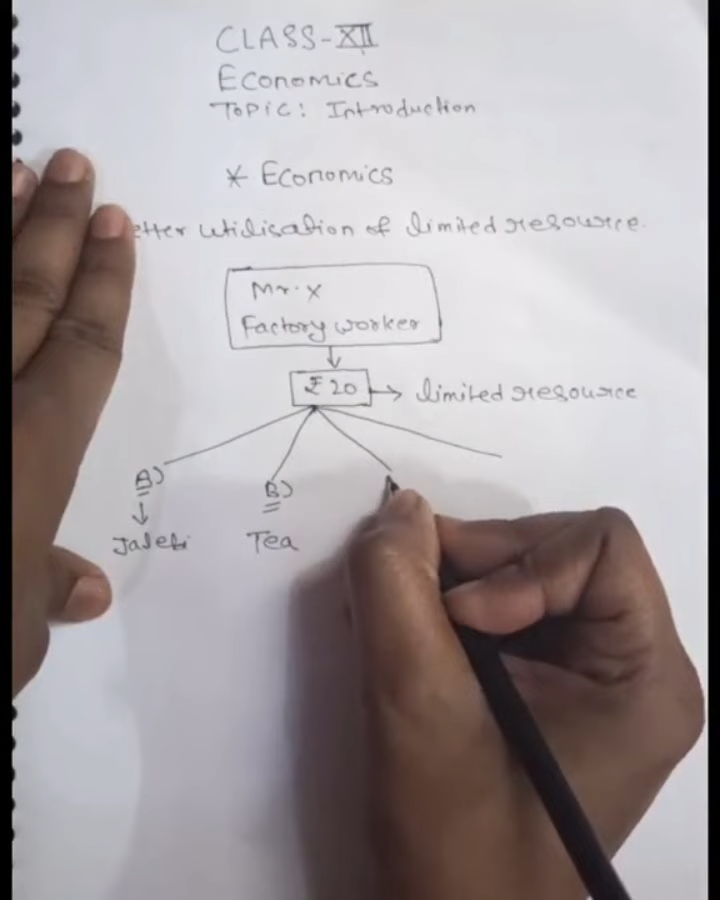 CLASS-XII
Economics
Topic: Introduction
* Economics
etter utilisation of limited resource.
Mr. X
Factory worker
₹ 20 → limited resource
A) B)
Jalebi Tea